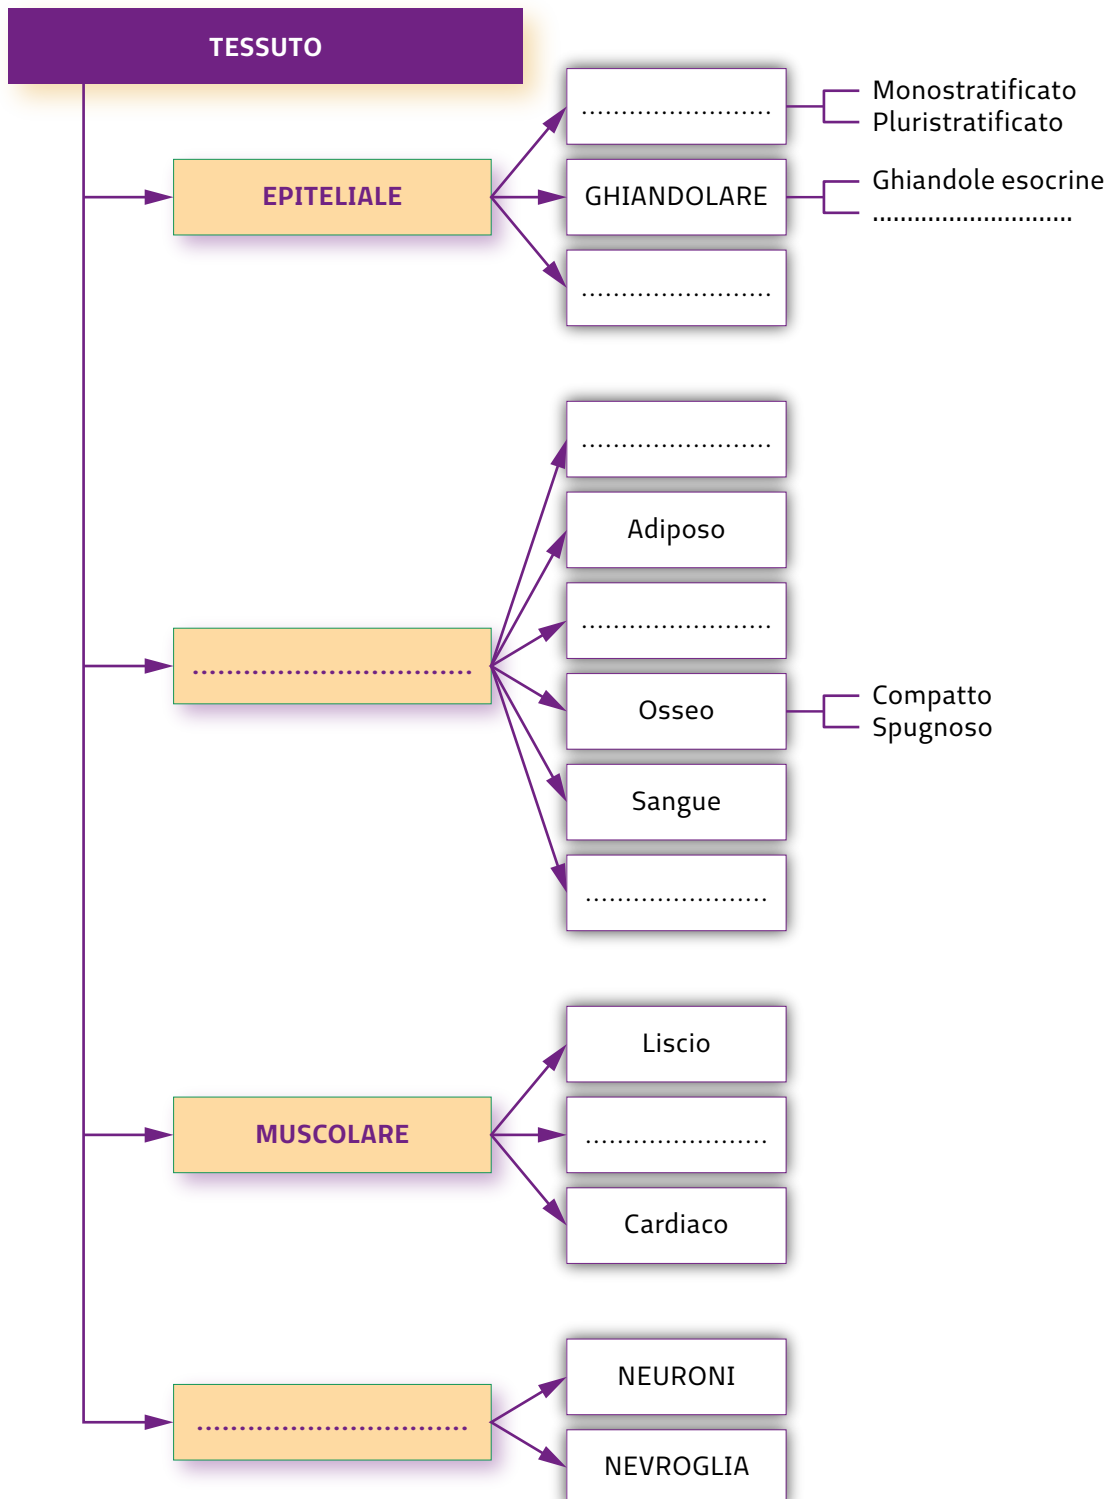 TESSUTO
........................
Monostratificato
Pluristratificato
EPITELIALE
GHIANDOLARE
Ghiandole esocrine
.............................
........................
........................
Adiposo
........................
..............................
Osseo
Compatto
Spugnoso
Sangue
.......................
Liscio
MUSCOLARE
.......................
Cardiaco
NEURONI
.............................
NEVROGLIA